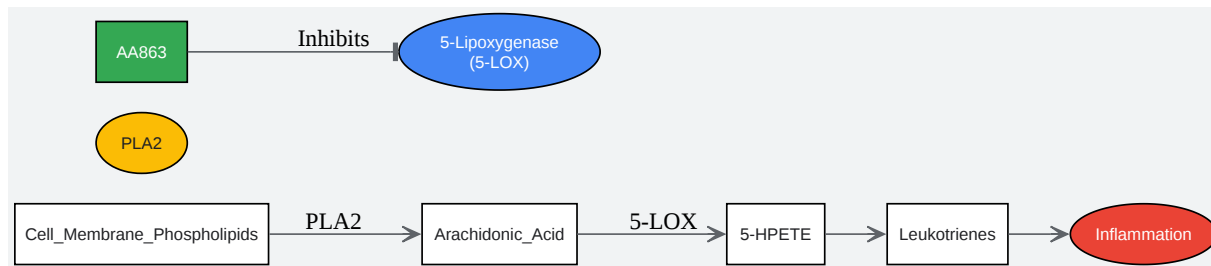 AA863
Inhibits
5-Lipoxygenase
(5-LOX)
PLA2
Cell_Membrane_Phospholipids
PLA2
Arachidonic_Acid
5-LOX
5-HPETE
Leukotrienes
Inflammation